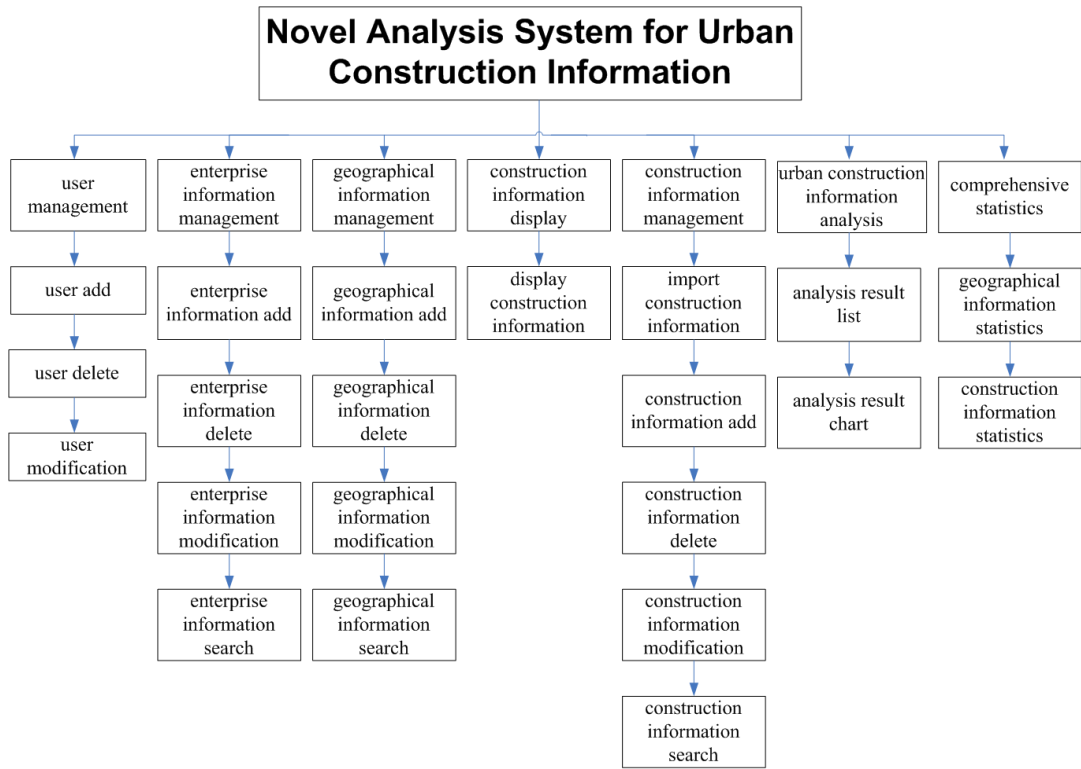 Novel Analysis System for Urban
Construction Information
user
management
enterprise
information
management
geographical
information
management
construction
information
display
construction
information
management
urban construction
information
analysis
comprehensive
statistics
user add
enterprise
information add
geographical
information add
display
construction
information
import
construction
information
analysis result
list
geographical
information
statistics
user delete
enterprise
information
delete
geographical
information
delete
construction
information add
analysis result
chart
construction
information
statistics
user
modification
enterprise
information
modification
geographical
information
modification
construction
information
delete
enterprise
information
search
geographical
information
search
construction
information
modification
construction
information
search